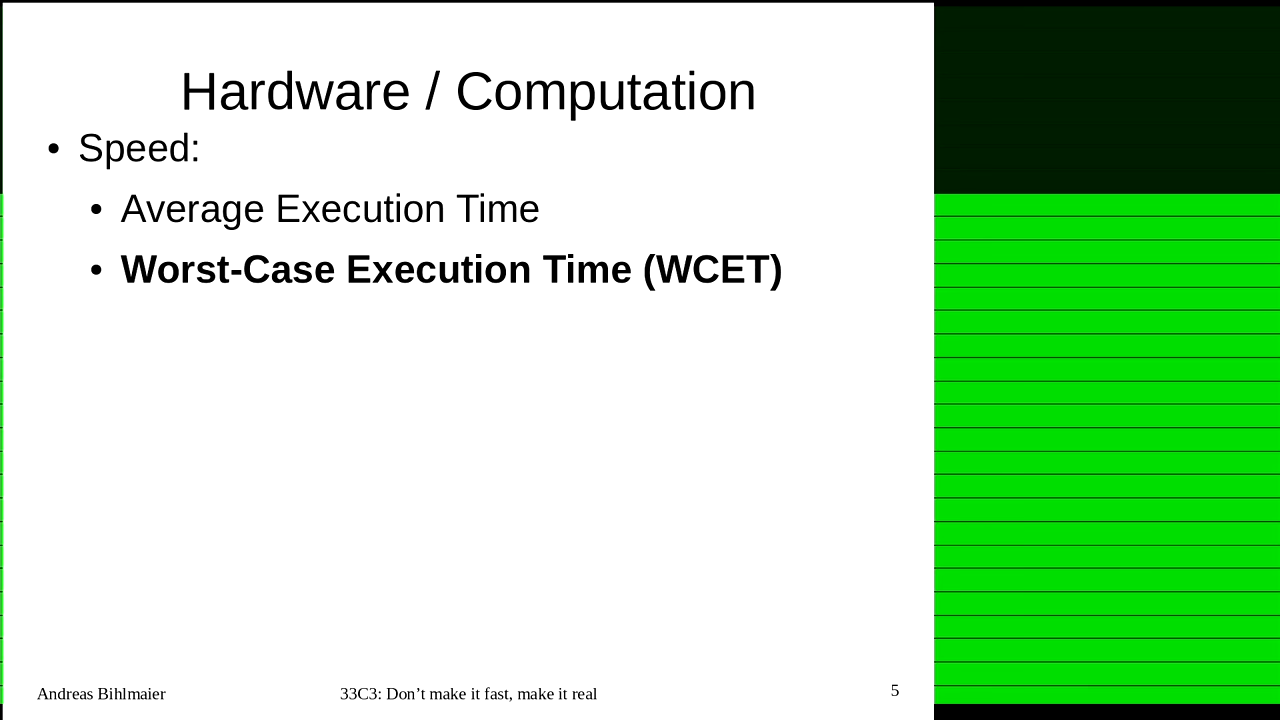 Hardware / Computation
• Speed:
• Average Execution Time
• Worst-Case Execution Time (WCET)
Andreas Bihlmaier 33C3: Don’t make it fast, make it real 5